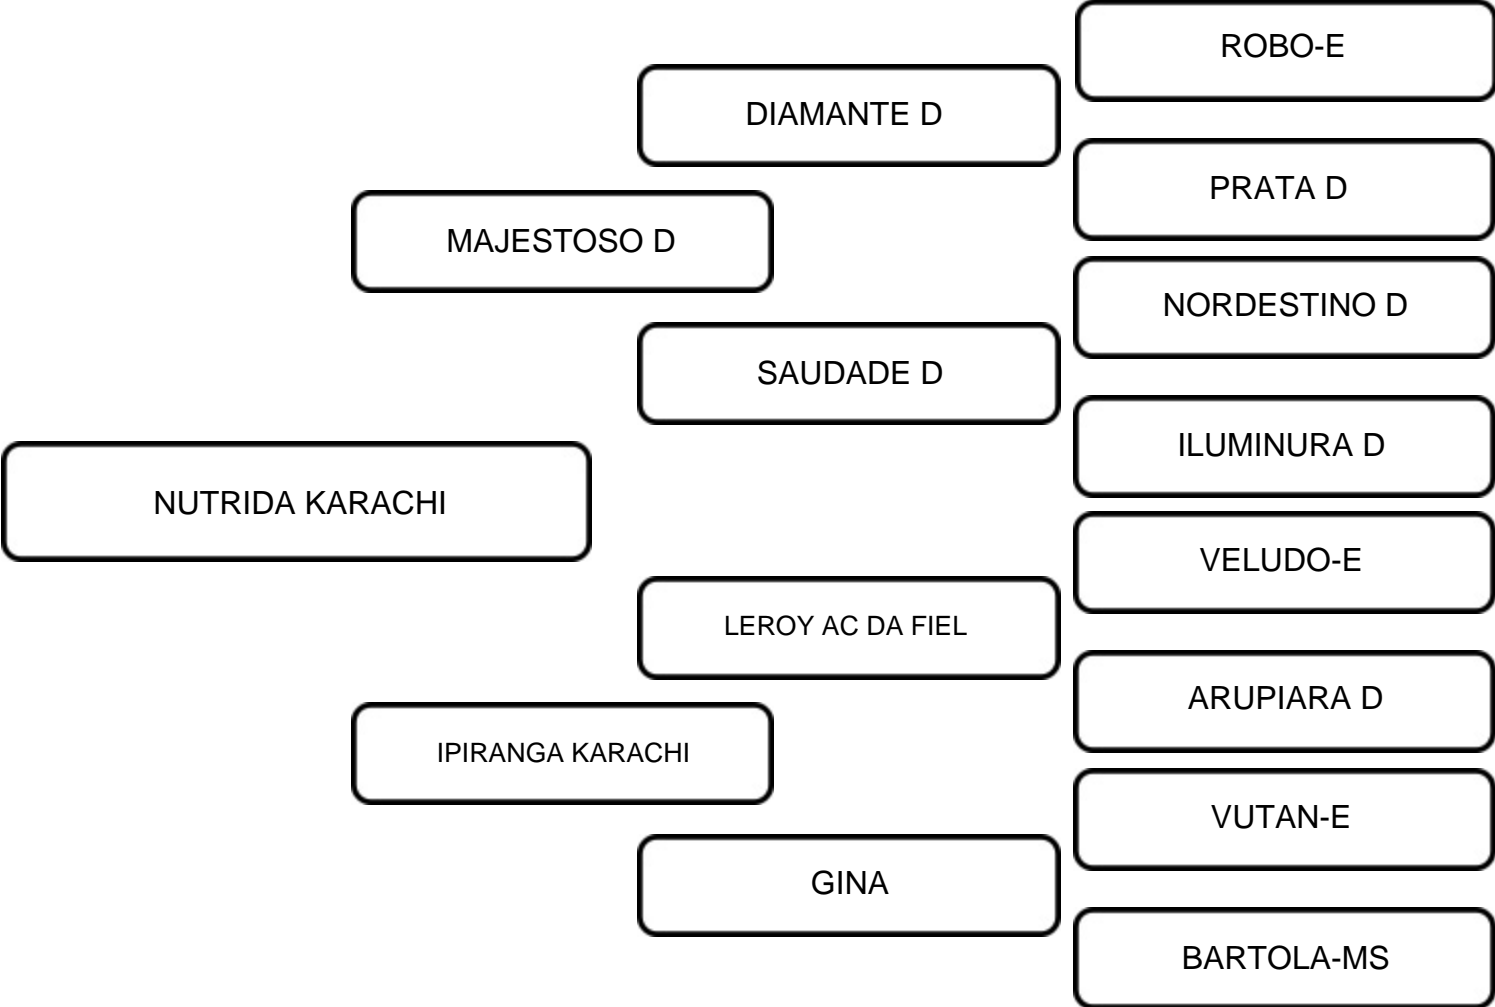 ROBO-E
DIAMANTE D
PRATA D
MAJESTOSO D
NORDESTINO D
SAUDADE D
ILUMINURA D
NUTRIDA KARACHI
VELUDO-E
LEROY AC DA FIEL
ARUPIARA D
IPIRANGA KARACHI
VUTAN-E
GINA
BARTOLA-MS